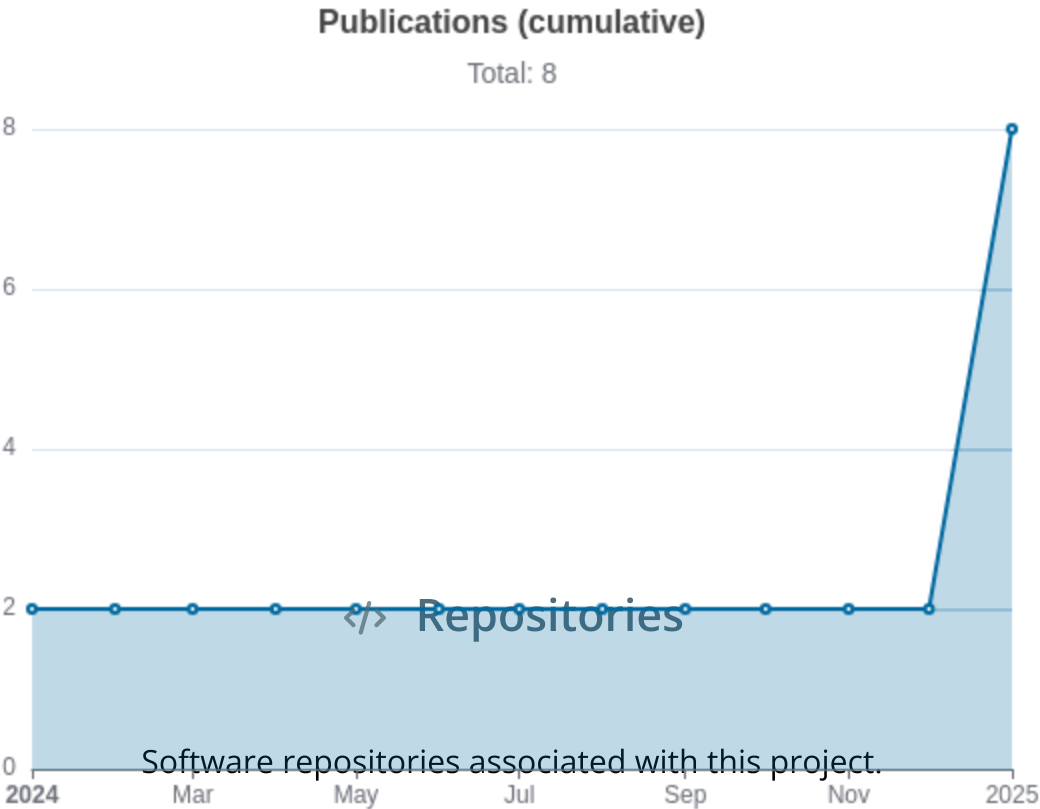 Publications (cumulative)
Total: 8
8
6
4
2
</> Repositories
0
Software repositories associated with this project.
2024 Mar May Jul Sep Nov 2025